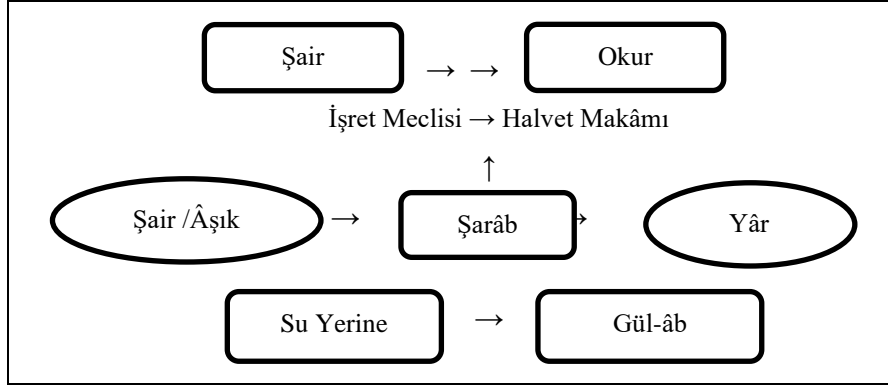 Şair → → Okur
İşret Meclisi → Halvet Makâmı
↑
Şair /Âşık → Şarâb → Yâr
Su Yerine → Gül-âb